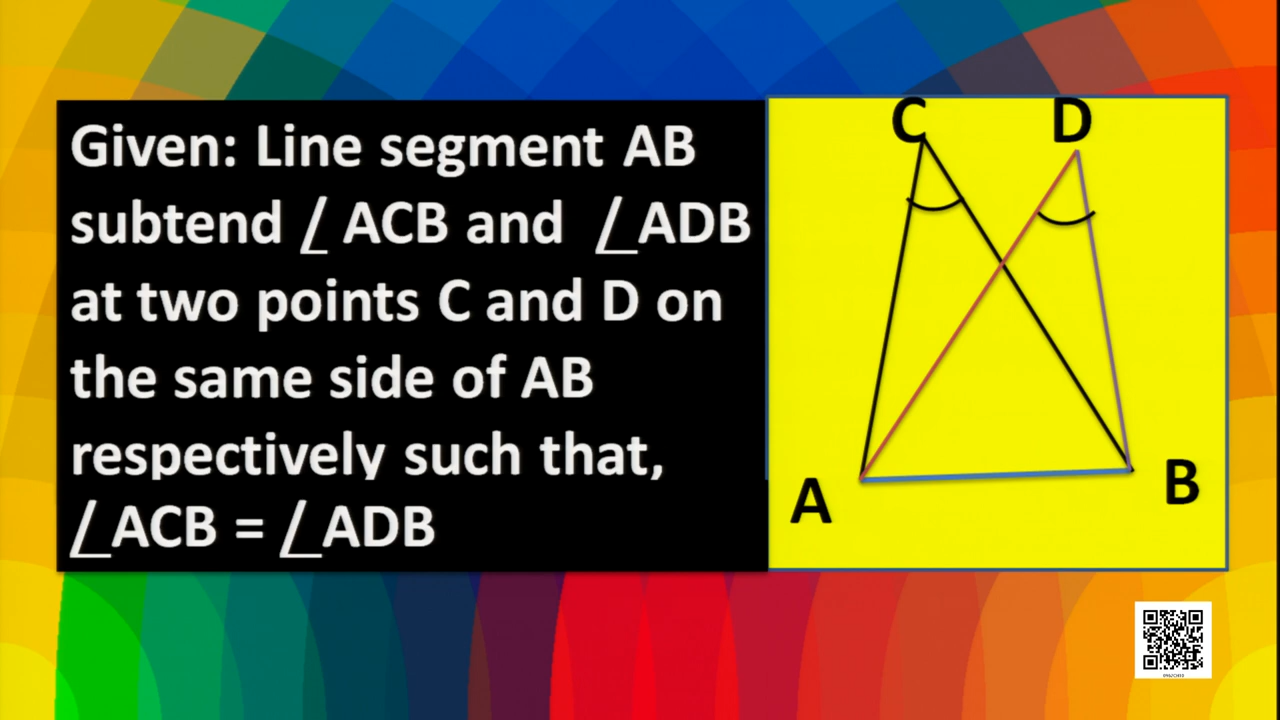 Given: Line segment AB
subtend ∠ ACB and ∠ADB
at two points C and D on
the same side of AB
respectively such that,
∠ACB = ∠ADB
C D
A B